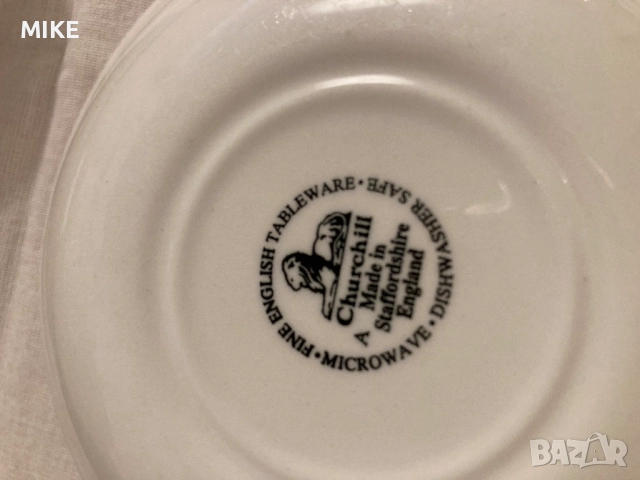 MIKE
FINE ENGLISH TABLEWARE • DISHWASHER SAFE • MICROWAVE •
Churchill
Made in
Staffordshire
England
A
BAZAR